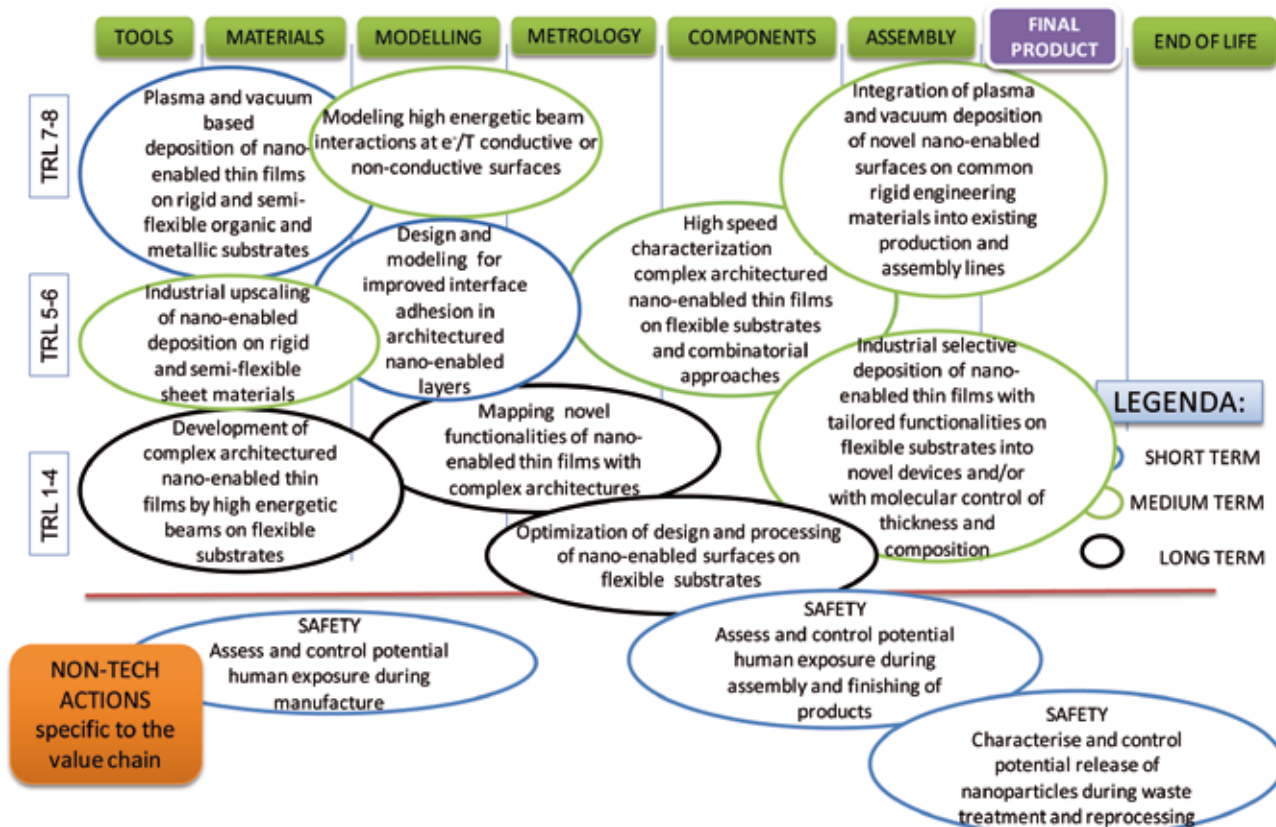 TOOLS
MATERIALS
MODELLING
METROLOGY
COMPONENTS
ASSEMBLY
FINAL
PRODUCT
END OF LIFE
TRL 7-8
Plasma and vacuum
based
deposition of nano-
enabled thin films
on rigid and semi-
flexible organic and
metallic substrates
Modeling high energetic beam
interactions at e⁻/T conductive or
non-conductive surfaces
Integration of plasma
and vacuum deposition
of novel nano-enabled
surfaces on common
rigid engineering
materials into existing
production and
assembly lines
TRL 5-6
Industrial upscaling
of nano-enabled
deposition on rigid
and semi-flexible
sheet materials
Design and
modeling for
improved interface
adhesion in
architectured
nano-enabled
layers
High speed
characterization
complex architectured
nano-enabled thin films
on flexible substrates
and combinatorial
approaches
Industrial selective
deposition of nano-
enabled thin films with
tailored functionalities on
flexible substrates into
novel devices and/or
with molecular control of
thickness and
composition
TRL 1-4
Development of
complex architectured
nano-enabled thin
films by high energetic
beams on flexible
substrates
Mapping novel
functionalities of nano-
enabled thin films with
complex architectures
Optimization of design and processing
of nano-enabled surfaces on
flexible substrates
LEGENDA:
SHORT TERM
MEDIUM TERM
LONG TERM
NON-TECH
ACTIONS
specific to the
value chain
SAFETY
Assess and control potential
human exposure during
manufacture
SAFETY
Assess and control potential
human exposure during
assembly and finishing of
products
SAFETY
Characterise and control
potential release of
nanoparticles during waste
treatment and reprocessing